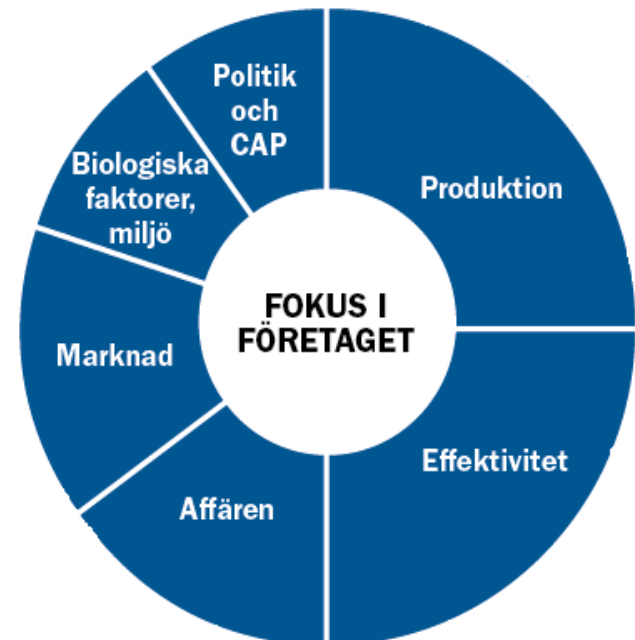 Politik
och
CAP
Produktion
Biologiska
faktorer,
miljö
FOKUS I
FÖRETAGET
Marknad
Effektivitet
Affären